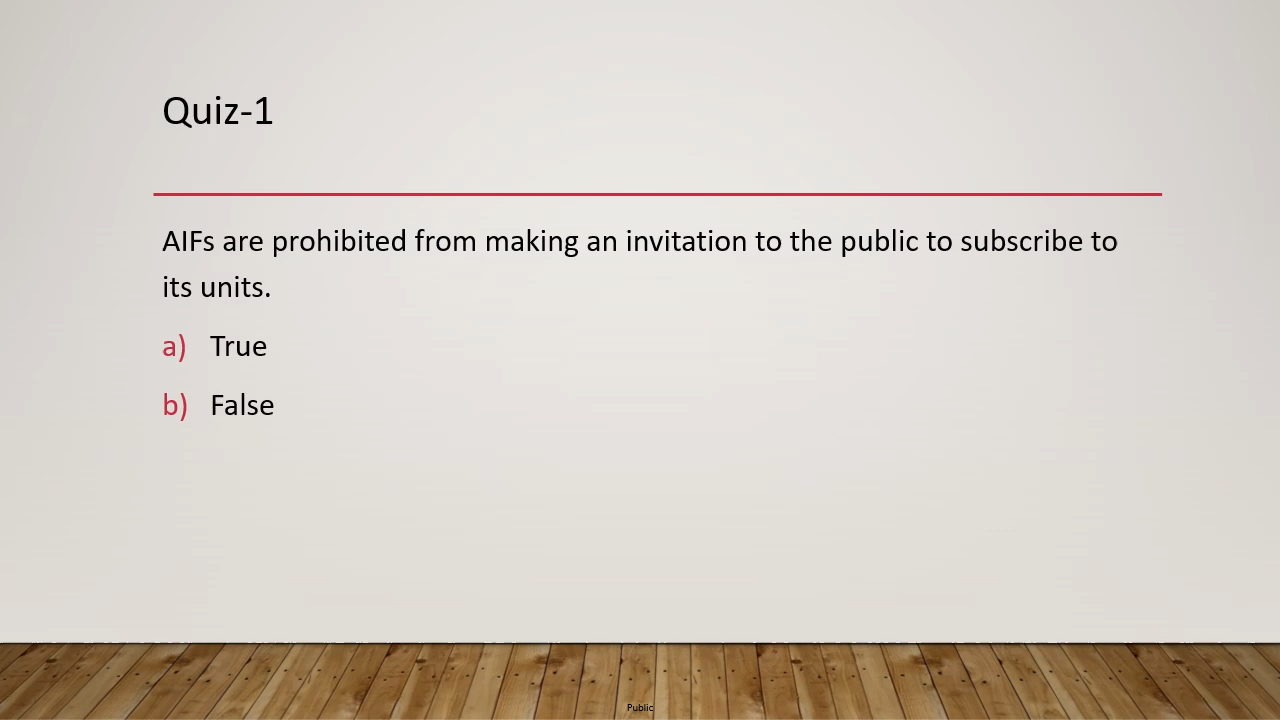 Quiz-1
AIFs are prohibited from making an invitation to the public to subscribe to
its units.
a) True
b) False
Public